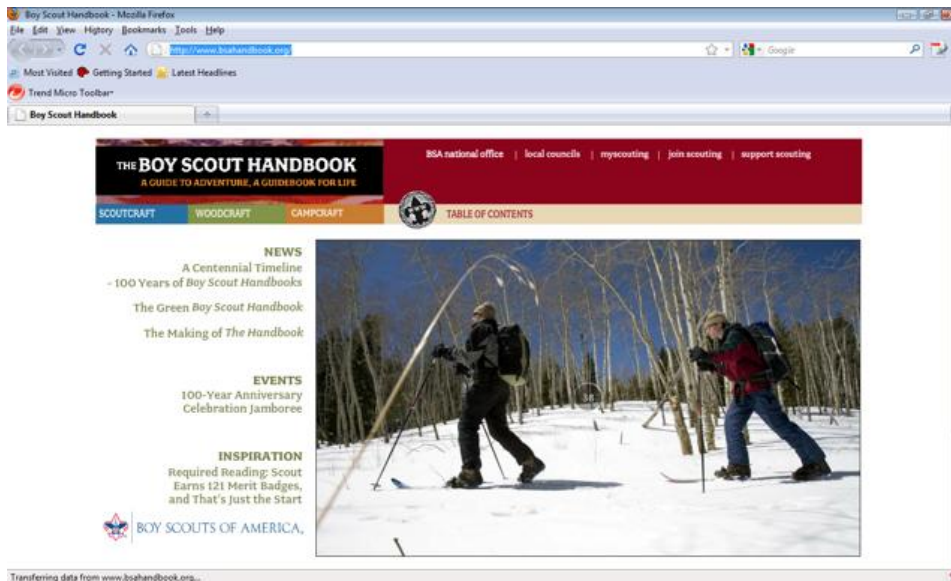 Boy Scout Handbook - Mozilla Firefox
File Edit View History Bookmarks Tools Help
http://www.bsahandbook.org/
Google
Most Visited Getting Started Latest Headlines
Trend Micro Toolbar
Boy Scout Handbook
THE BOY SCOUT HANDBOOK
A GUIDE TO ADVENTURE, A GUIDEBOOK FOR LIFE
BSA national office | local councils | myscouting | join scouting | support scouting
SCOUTCRAFT WOODCRAFT CAMPCRAFT
TABLE OF CONTENTS
NEWS
A Centennial Timeline
- 100 Years of Boy Scout Handbooks
The Green Boy Scout Handbook
The Making of The Handbook
EVENTS
100-Year Anniversary
Celebration Jamboree
INSPIRATION
Required Reading: Scout
Earns 121 Merit Badges,
and That's Just the Start
BOY SCOUTS OF AMERICA.
Transferring data from www.bsahandbook.org...